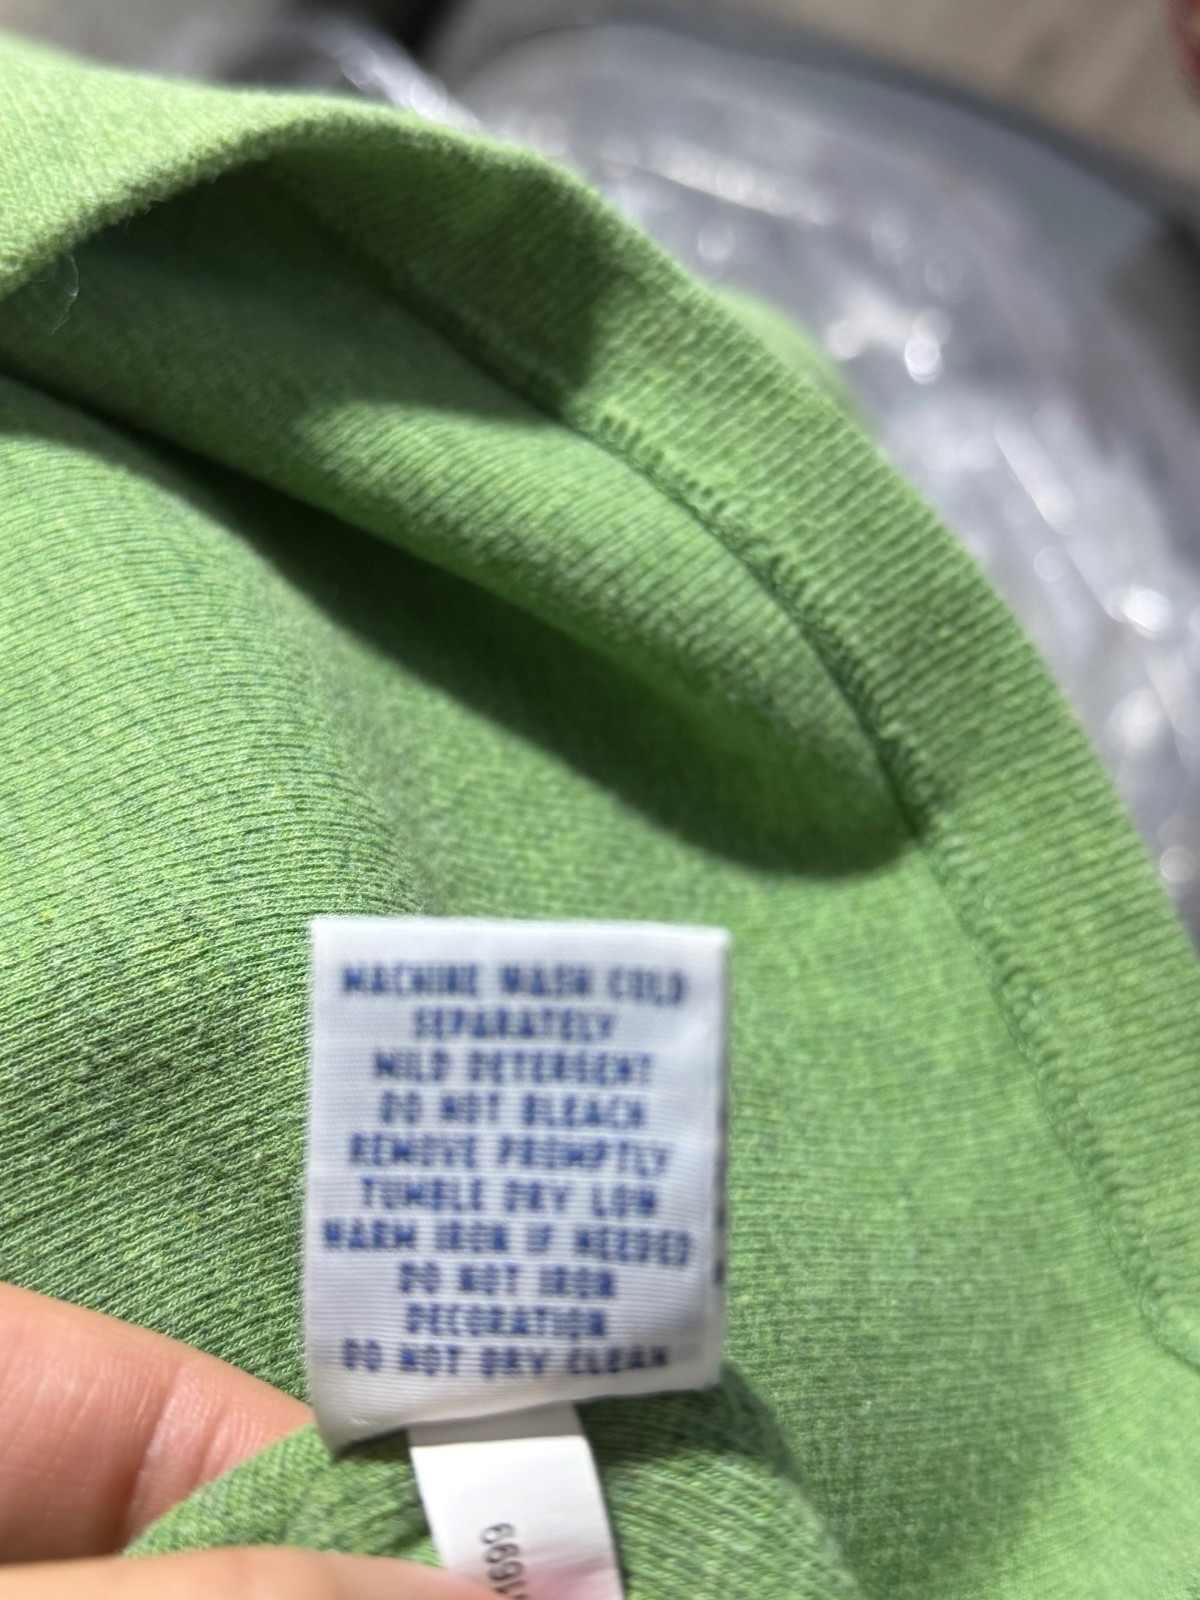 MACHINE WASH COLD
SEPARATELY
MILD DETERGENT
DO NOT BLEACH
REMOVE PROMPTLY
TUMBLE DRY LOW
WARM IRON IF NEEDED
DO NOT IRON
DECORATION
DO NOT DRY CLEAN